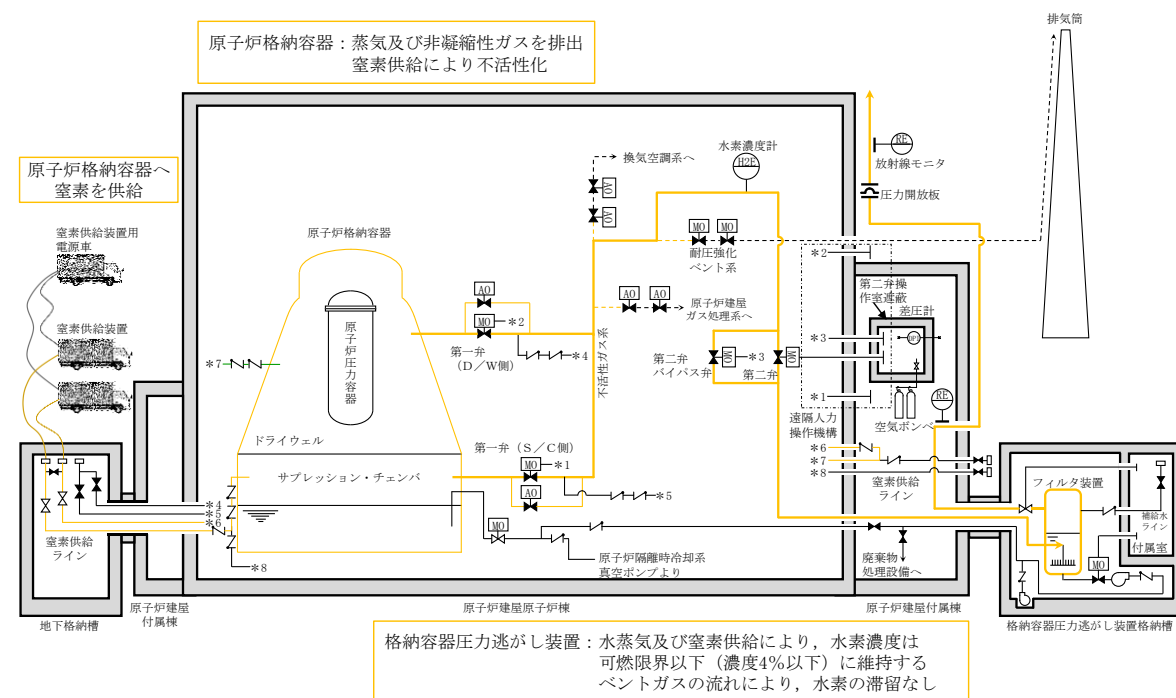 排気筒
原子炉格納容器：蒸気及び非凝縮性ガスを排出
窒素供給により不活性化
原子炉格納容器へ
窒素を供給
換気空調系へ
水素濃度計
H2E
RE
放射線モニタ
AO
AO
圧力開放板
窒素供給装置用
電源車
原子炉格納容器
MO
MO
耐圧強化
ベント系
＊2
第二弁操
作室遮蔽
差圧計
AO
AO
AO
原子炉建屋
ガス処理系へ
MO
＊2
窒素供給装置
原子炉圧力容器
第一弁
（D／W側）
＊4
不活性ガス系
第二弁
バイパス弁
MO
＊3
第二弁
MO
＊3
DPI
＊7
＊1
遠隔人力
操作機構
空気ボンベ
RE
ドライウェル
第一弁（S／C側）
MO
＊1
サプレッション・チェンバ
AO
＊5
＊6
＊7
＊8
窒素供給
ライン
フィルタ装置
＊4
＊5
＊6
補給水
ライン
付属室
窒素供給
ライン
MO
MO
＊8
原子炉隔離時冷却系
真空ポンプより
廃棄物
処理設備へ
地下格納槽
原子炉建屋
付属棟
原子炉建屋原子炉棟
原子炉建屋付属棟
格納容器圧力逃がし装置格納槽
格納容器圧力逃がし装置：水蒸気及び窒素供給により，水素濃度は
可燃限界以下（濃度4％以下）に維持する
ベントガスの流れにより，水素の滞留なし